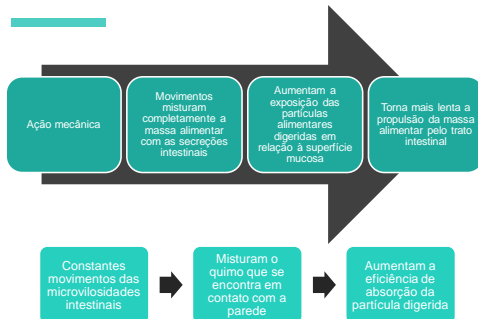 Ação mecânica
Movimentos
misturam
completamente a
massa alimentar
com as secreções
intestinais
Aumentam a
exposição das
partículas
alimentares
digeridas em
relação à superfície
mucosa
Torna mais lenta a
propulsão da massa
alimentar pelo trato
intestinal
Constantes
movimentos das
microvilosidades
intestinais
Misturam o
quimo que se
encontra em
contato com a
parede
Aumentam a
eficiência de
absorção da
partícula digerida